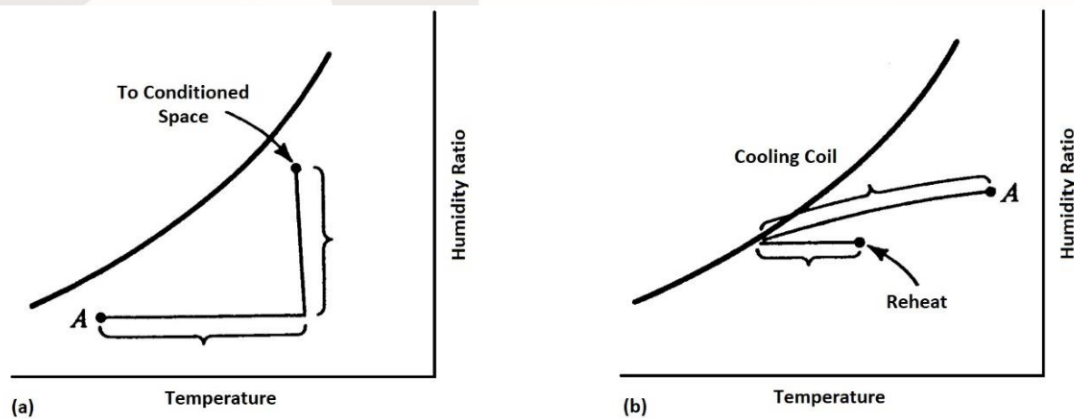 To Conditioned
Space
A
Humidity Ratio
Temperature
(a)
Cooling Coil
A
Reheat
Humidity Ratio
Temperature
(b)